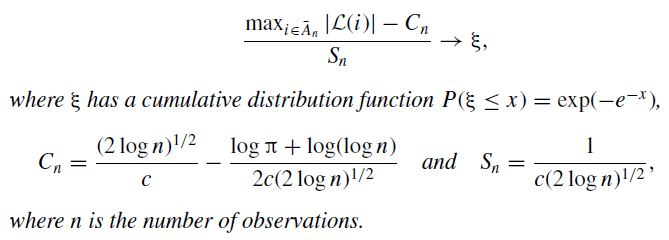 max_{i∈Ā_n} |ℒ(i)| − C_n / S_n → ξ,
where ξ has a cumulative distribution function P(ξ ≤ x) = exp(−e^{−x}),
C_n = (2 log n)^{1/2} / c − (log π + log(log n)) / (2c(2 log n)^{1/2}) and S_n = 1 / (c(2 log n)^{1/2}),
where n is the number of observations.